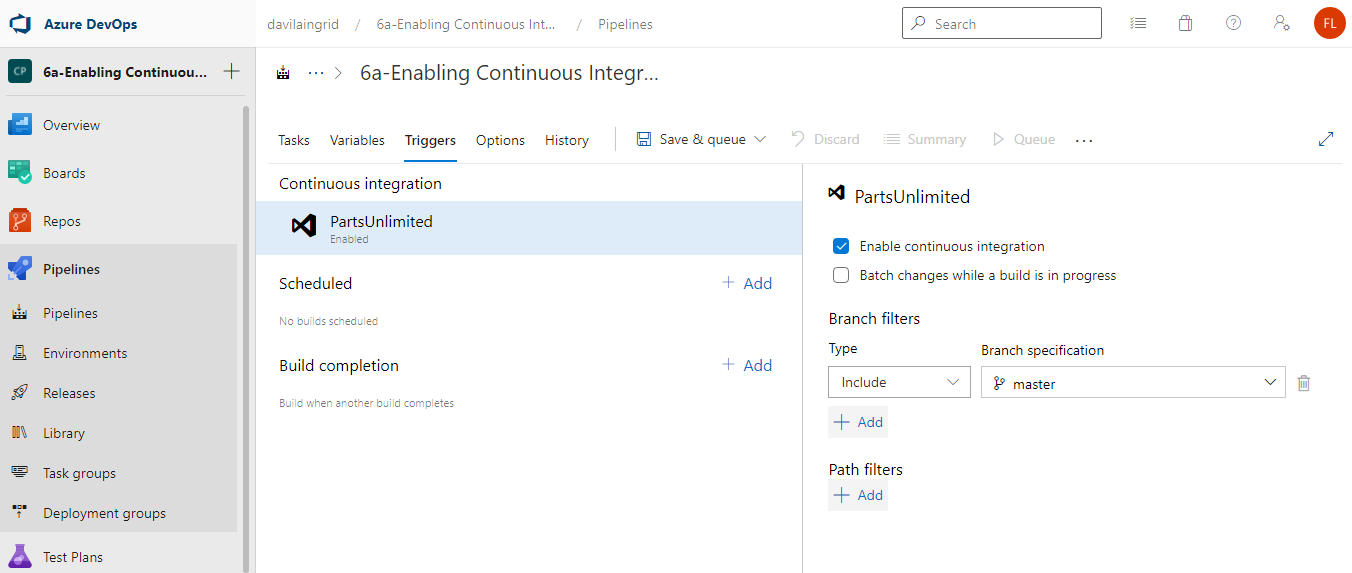 Azure DevOps
davilaingrid / 6a-Enabling Continuous Int... / Pipelines
Search
FL
CP 6a-Enabling Continuou...
Overview
Boards
Repos
Pipelines
Pipelines
Environments
Releases
Library
Task groups
Deployment groups
Test Plans
... > 6a-Enabling Continuous Integr...
Tasks Variables Triggers Options History Save & queue Discard Summary Queue ...
Continuous integration
PartsUnlimited
Enabled
Scheduled + Add
No builds scheduled
Build completion + Add
Build when another build completes
PartsUnlimited
Enable continuous integration
Batch changes while a build is in progress
Branch filters
Type Branch specification
Include master
+ Add
Path filters
+ Add